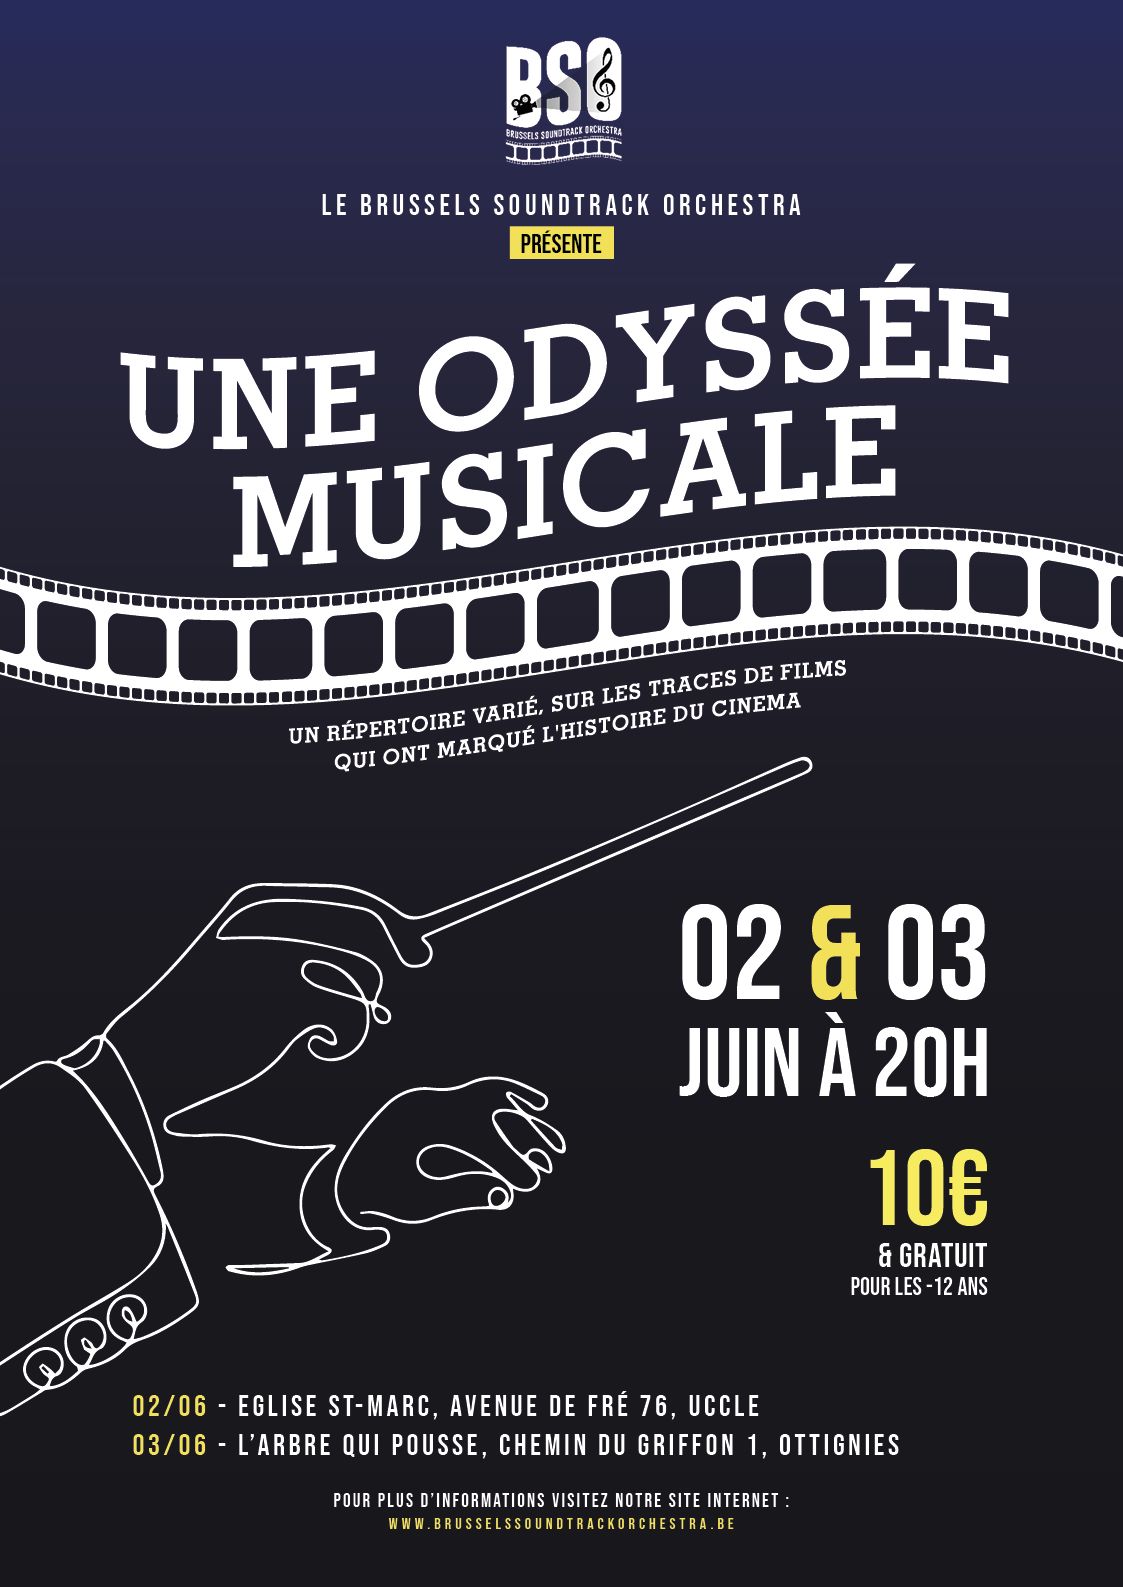 BSO
BRUSSELS SOUNDTRACK ORCHESTRA
LE BRUSSELS SOUNDTRACK ORCHESTRA
PRÉSENTE
UNE ODYSSÉE
MUSICALE
UN RÉPERTOIRE VARIÉ, SUR LES TRACES DE FILMS
QUI ONT MARQUÉ L'HISTOIRE DU CINEMA
02 & 03
JUIN À 20H
10€
& GRATUIT
POUR LES -12 ANS
02/06 - EGLISE ST-MARC, AVENUE DE FRÉ 76, UCCLE
03/06 - L’ARBRE QUI POUSSE, CHEMIN DU GRIFFON 1, OTTIGNIES
POUR PLUS D’INFORMATIONS VISITEZ NOTRE SITE INTERNET :
WWW.BRUSSELSSOUNDTRACKORCHESTRA.BE